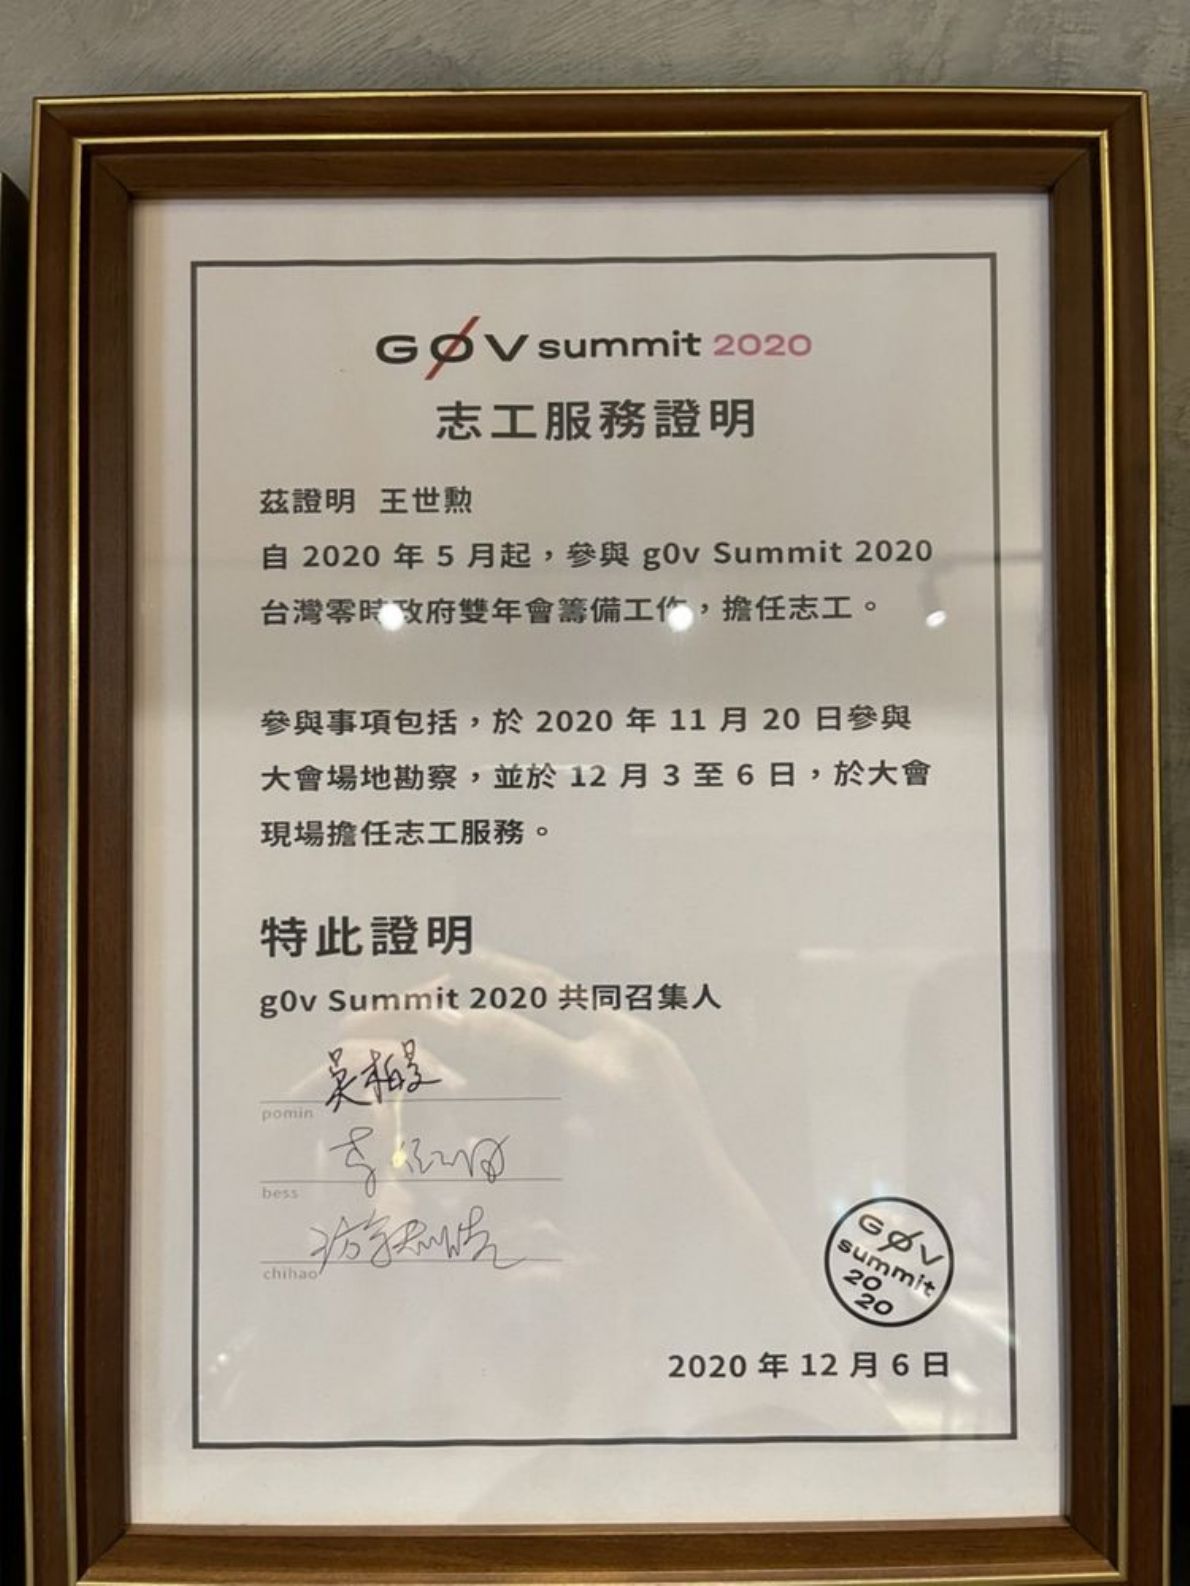 GØV summit 2020
志工服務證明
茲證明 王世勲
自 2020 年 5 月起，參與 g0v Summit 2020
台灣零時政府雙年會籌備工作，擔任志工。
參與事項包括，於 2020 年 11 月 20 日參與
大會場地勘察，並於 12 月 3 至 6 日，於大會
現場擔任志工服務。
特此證明
g0v Summit 2020 共同召集人
pomin
bess
chihao
GØV
summit
20
20
2020 年 12 月 6 日